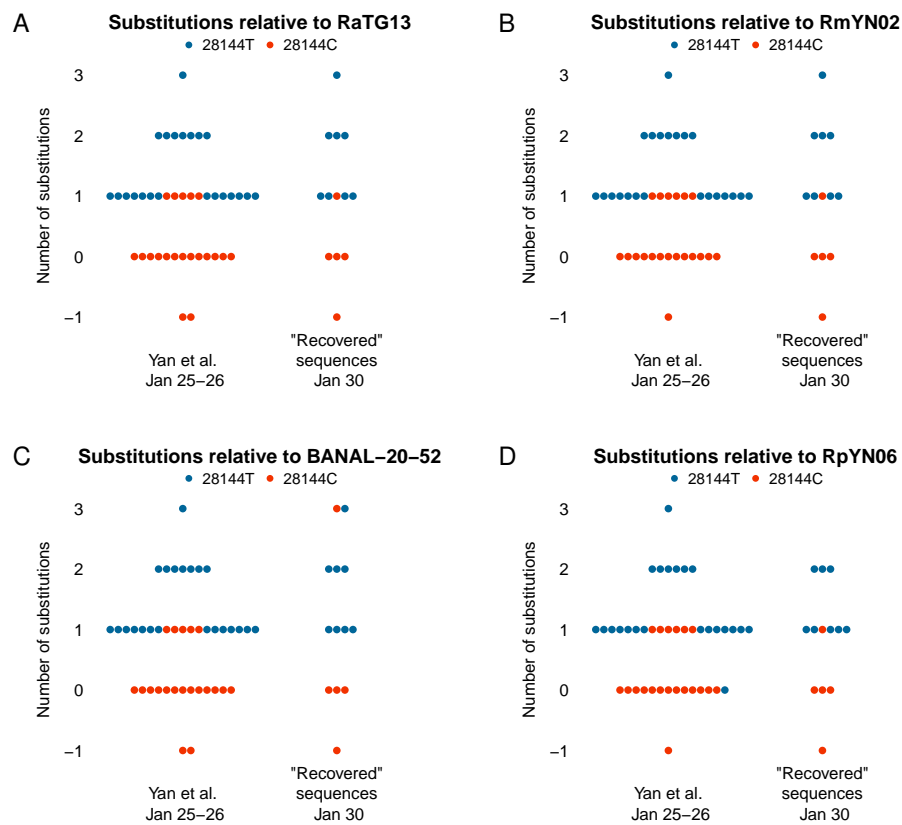 A
Substitutions relative to RaTG13
28144T 28144C
Number of substitutions
3
2
1
0
−1
Yan et al.
Jan 25−26
"Recovered"
sequences
Jan 30
B
Substitutions relative to RmYN02
28144T 28144C
Number of substitutions
3
2
1
0
−1
Yan et al.
Jan 25−26
"Recovered"
sequences
Jan 30
C
Substitutions relative to BANAL−20−52
28144T 28144C
Number of substitutions
3
2
1
0
−1
Yan et al.
Jan 25−26
"Recovered"
sequences
Jan 30
D
Substitutions relative to RpYN06
28144T 28144C
Number of substitutions
3
2
1
0
−1
Yan et al.
Jan 25−26
"Recovered"
sequences
Jan 30